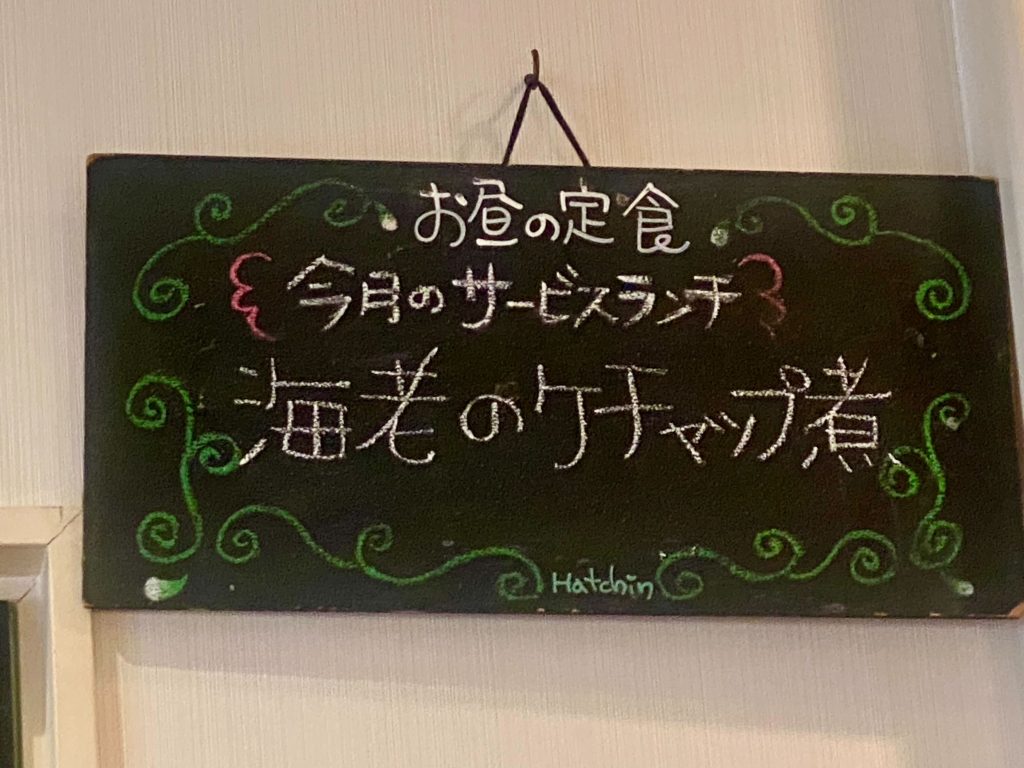 お昼の定食
今月のサービスランチ
海老のケチャップ煮
Hatchin